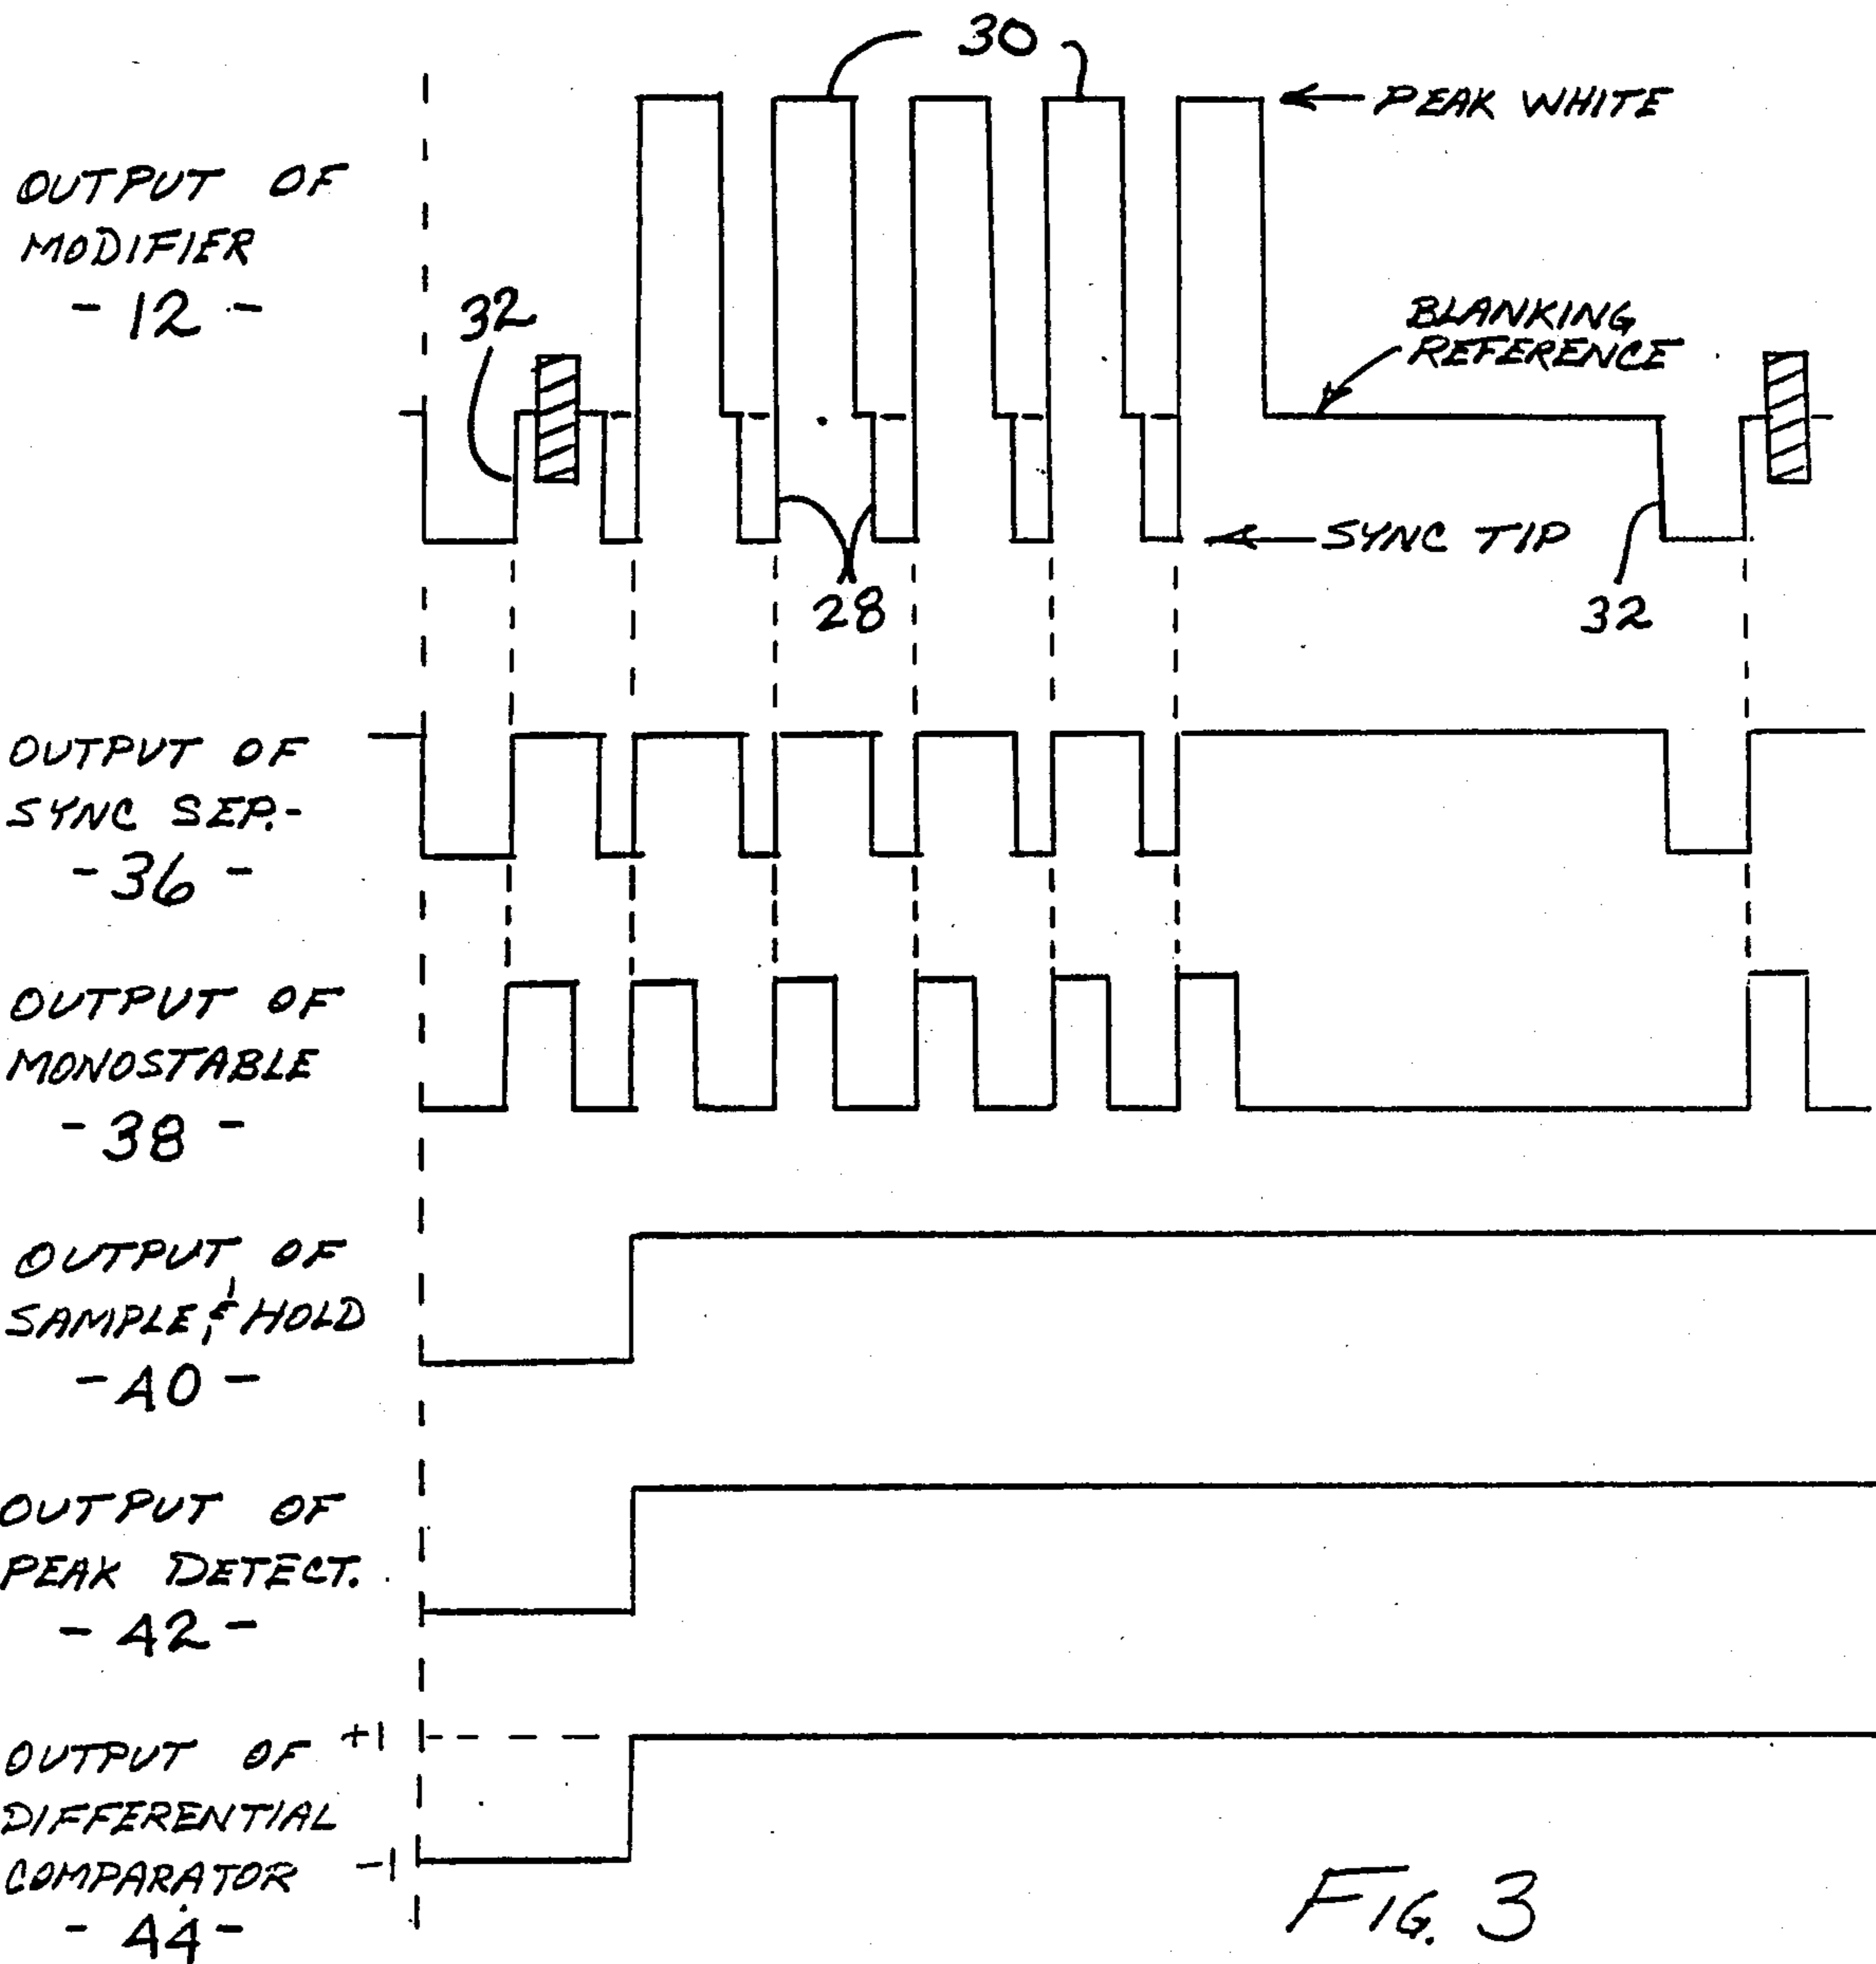 30
PEAK WHITE
OUTPUT OF
MODIFIER
- 12 -
32
BLANKING
REFERENCE
SYNC TIP
28
32
OUTPUT OF
SYNC SEP.-
- 36 -
OUTPUT OF
MONOSTABLE
- 38 -
OUTPUT OF
SAMPLE & HOLD
- 40 -
OUTPUT OF
PEAK DETECT.
- 42 -
+1
OUTPUT OF
DIFFERENTIAL
COMPARATOR
-1
- 44 -
FIG. 3